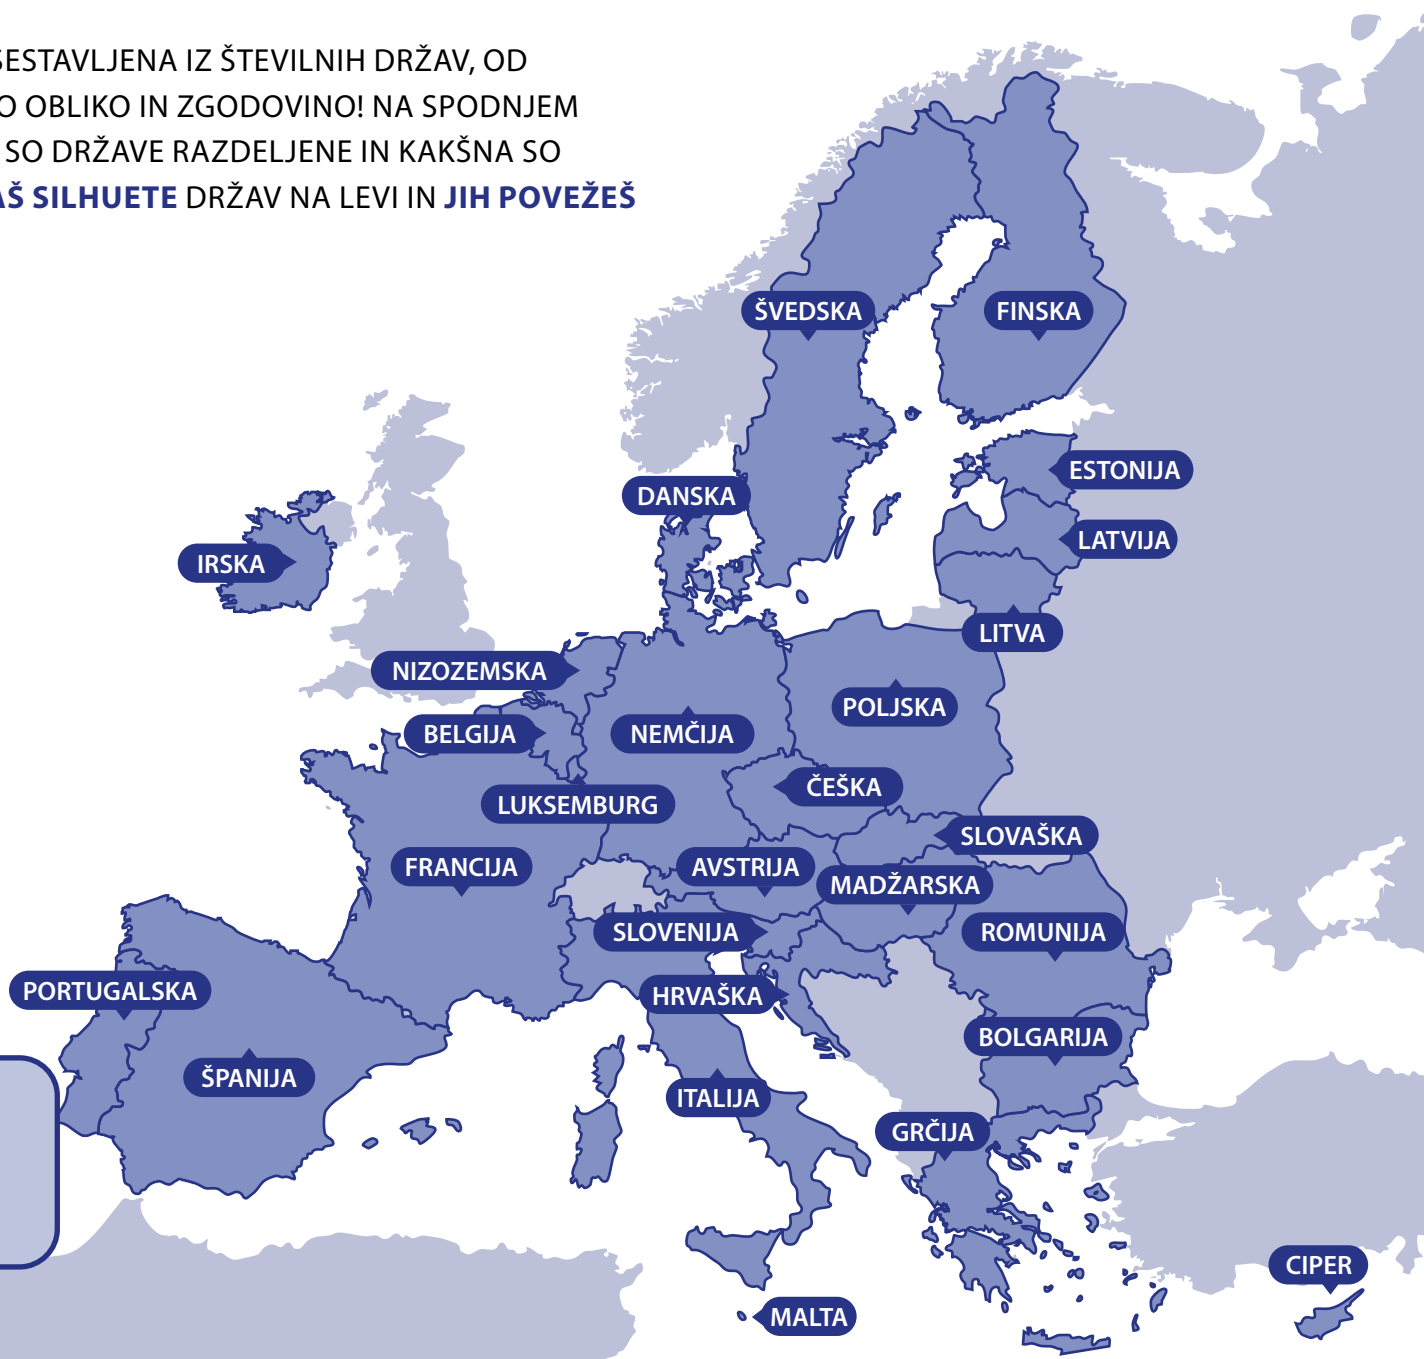 SESTAVLJENA IZ ŠTEVILNIH DRŽAV, OD
O OBLIKO IN ZGODOVINO! NA SPODNJEM
SO DRŽAVE RAZDELJENE IN KAKŠNA SO
AŠ SILHUETE DRŽAV NA LEVI IN JIH POVEŽEŠ
ŠVEDSKA
FINSKA
ESTONIJA
DANSKA
LATVIJA
IRSKA
LITVA
NIZOZEMSKA
POLJSKA
BELGIJA
NEMČIJA
ČEŠKA
LUKSEMBURG
SLOVAŠKA
FRANCIJA
AVSTRIJA
MADŽARSKA
SLOVENIJA
ROMUNIJA
PORTUGALSKA
HRVAŠKA
BOLGARIJA
ŠPANIJA
ITALIJA
GRČIJA
CIPER
MALTA